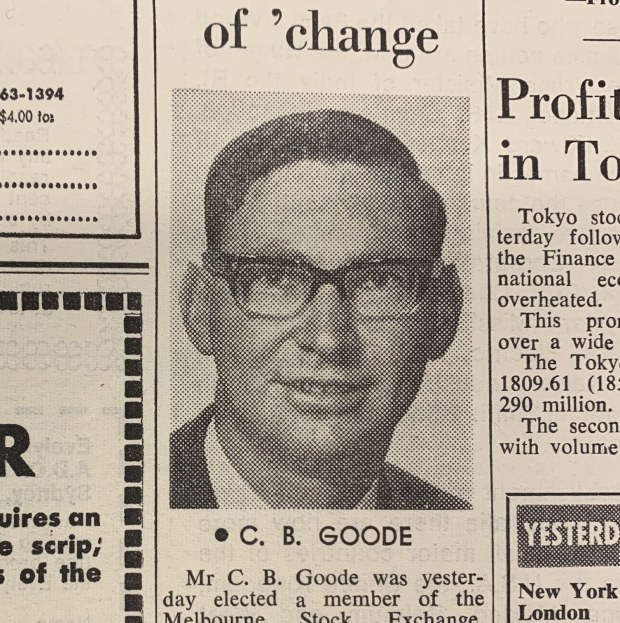 of ’change
• C. B. GOODE
Mr C. B. Goode was yester-
day elected a member of the
Melbourne Stock Exchange.
63-1394
$4.00 to:
R
uires an
e scrip,
s of the
Profit
in To
Tokyo stoc
terday follow
the Finance
national eco
overheated.
This pron
over a wide
The Tokyo
1809.61 (18
290 million.
The second
with volume
YESTERD
New York
London